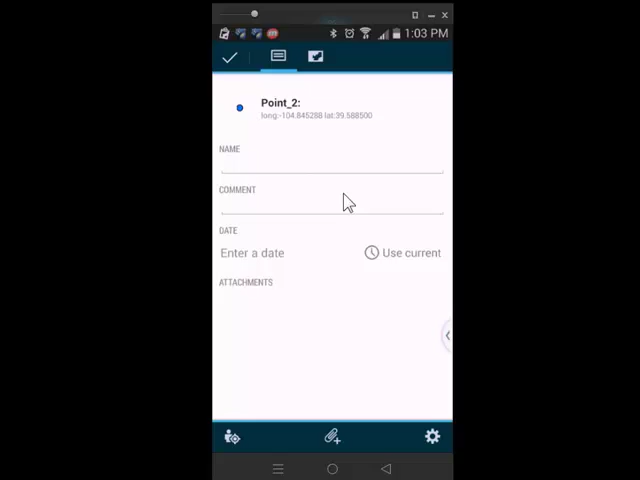 1:03 PM
Point_2:
long:-104.845288 lat:39.588500
NAME
COMMENT
DATE
Enter a date
Use current
ATTACHMENTS